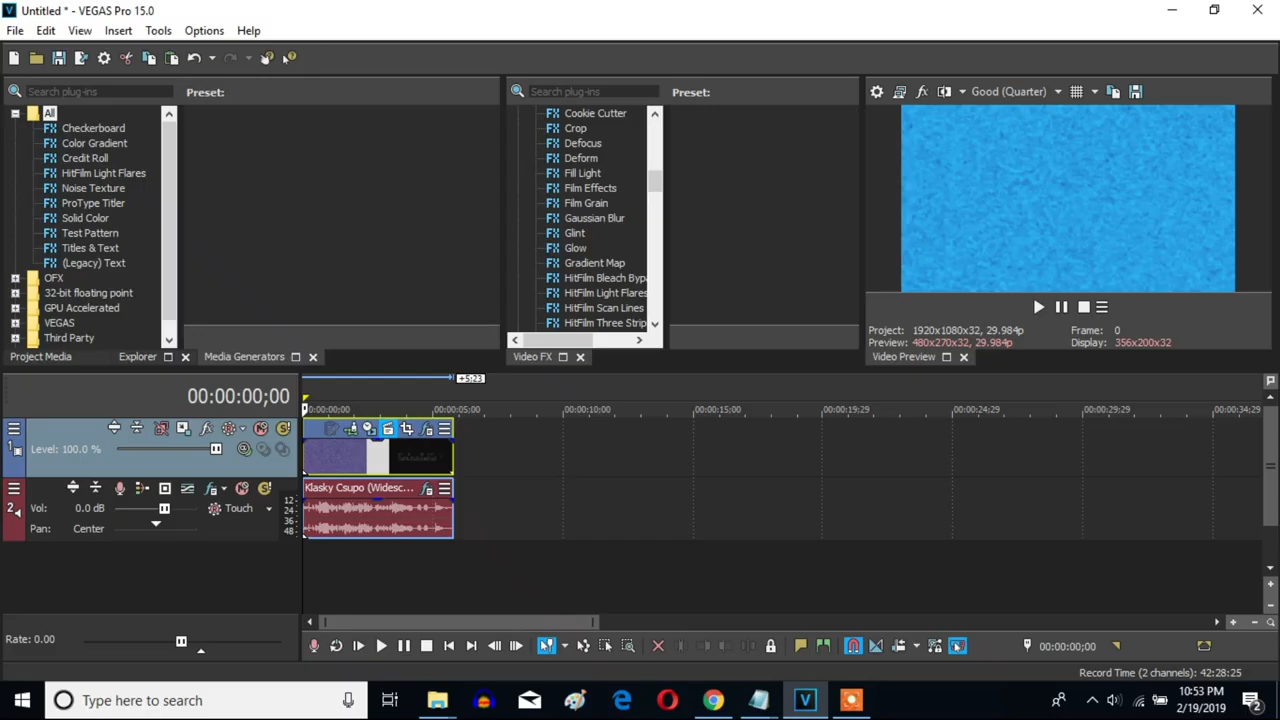 Untitled * - VEGAS Pro 15.0
File Edit View Insert Tools Options Help
Search plug-ins Preset: Search plug-ins Preset: Good (Quarter)
All
Checkerboard
Color Gradient
Credit Roll
HitFilm Light Flares
Noise Texture
ProType Titler
Solid Color
Test Pattern
Titles & Text
(Legacy) Text
OFX
32-bit floating point
GPU Accelerated
VEGAS
Third Party
Cookie Cutter
Crop
Defocus
Deform
Fill Light
Film Effects
Film Grain
Gaussian Blur
Glint
Glow
Gradient Map
HitFilm Bleach Byp
HitFilm Light Flares
HitFilm Scan Lines
HitFilm Three Strip
Project: 1920x1080x32, 29.984p Frame: 0
Preview: 480x270x32, 29.984p Display: 356x200x32
Project Media Explorer Media Generators Video FX Video Preview
+5;23
00:00:00;00
00:00:00;00 00:00:05;00 00:00:10;00 00:00:15;00 00:00:19;29 00:00:24;29 00:00:29;29 00:00:34;29
1
Level: 100.0 %
Klasky Csupo (Widesc...
2
Vol: 0.0 dB Touch
Pan: Center
12
24
36
48
Rate: 0.00
00:00:00;00
Record Time (2 channels): 42:28:25
Type here to search
10:53 PM
2/19/2019
2